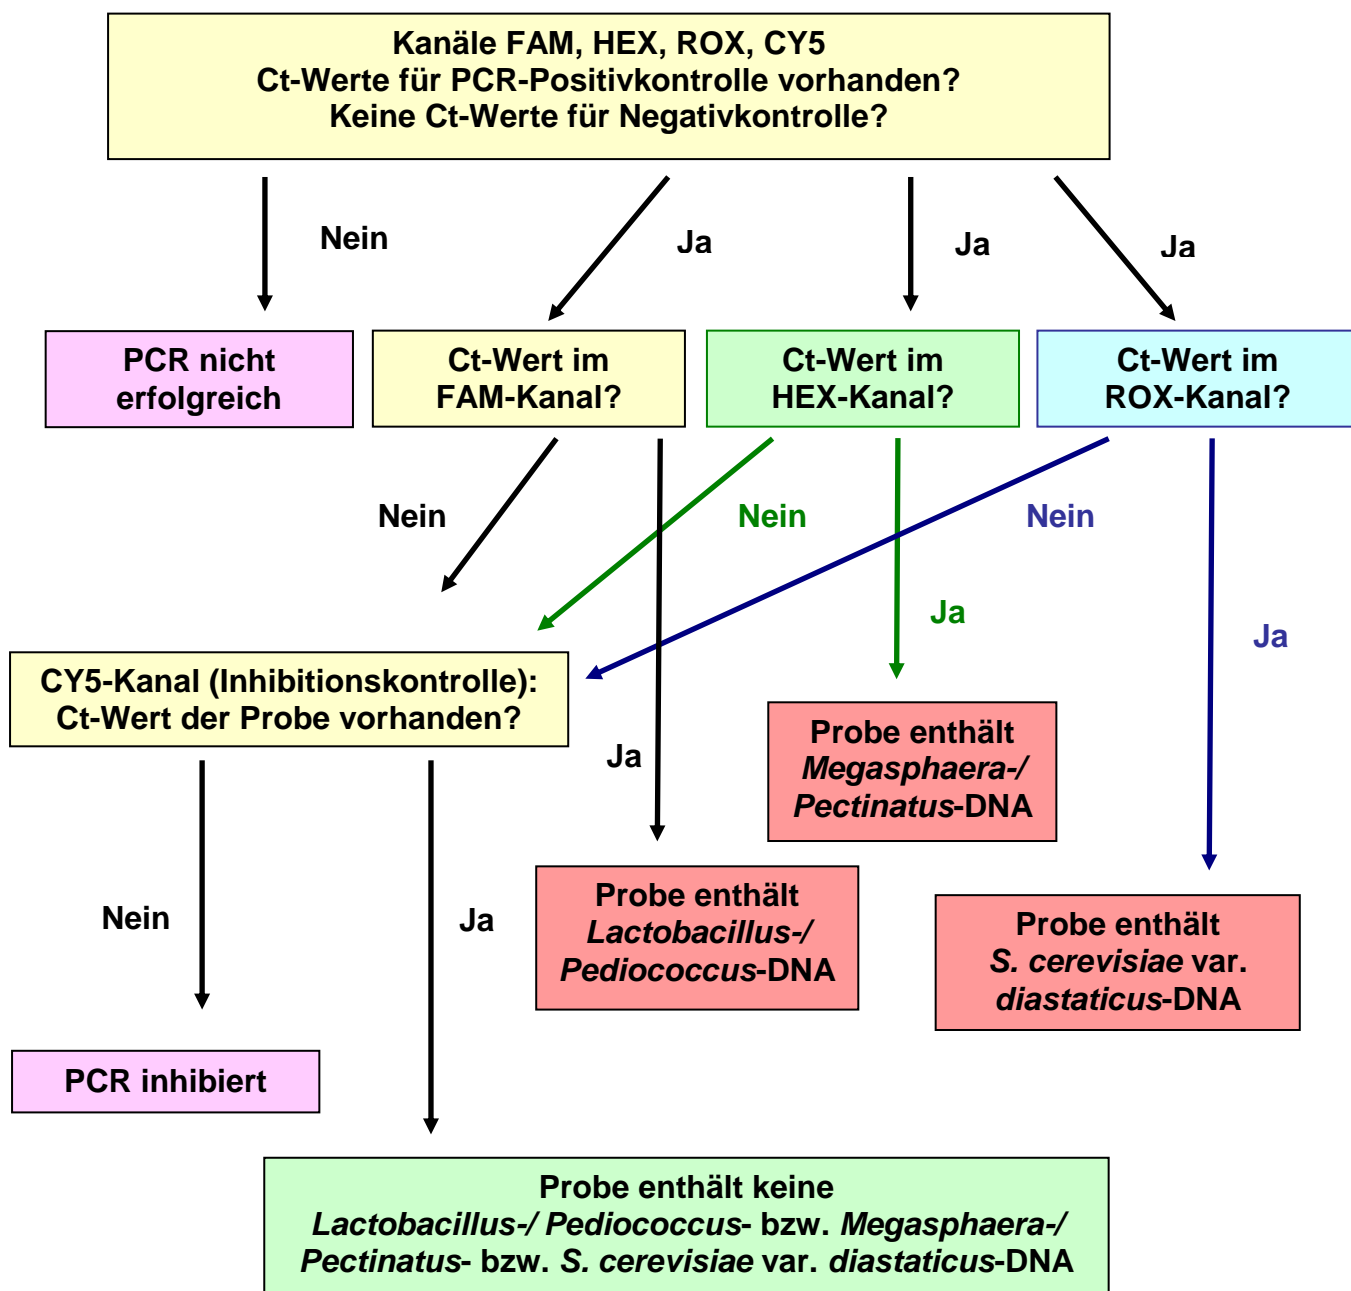 Kanäle FAM, HEX, ROX, CY5
Ct-Werte für PCR-Positivkontrolle vorhanden?
Keine Ct-Werte für Negativkontrolle?
Nein
Ja
Ja
Ja
PCR nicht
erfolgreich
Ct-Wert im
FAM-Kanal?
Ct-Wert im
HEX-Kanal?
Ct-Wert im
ROX-Kanal?
Nein
Nein
Nein
Ja
Ja
CY5-Kanal (Inhibitionskontrolle):
Ct-Wert der Probe vorhanden?
Ja
Probe enthält
Megasphaera-/
Pectinatus-DNA
Probe enthält
Lactobacillus-/
Pediococcus-DNA
Probe enthält
S. cerevisiae var.
diastaticus-DNA
Nein
Ja
PCR inhibiert
Probe enthält keine
Lactobacillus-/ Pediococcus- bzw. Megasphaera-/
Pectinatus- bzw. S. cerevisiae var. diastaticus-DNA